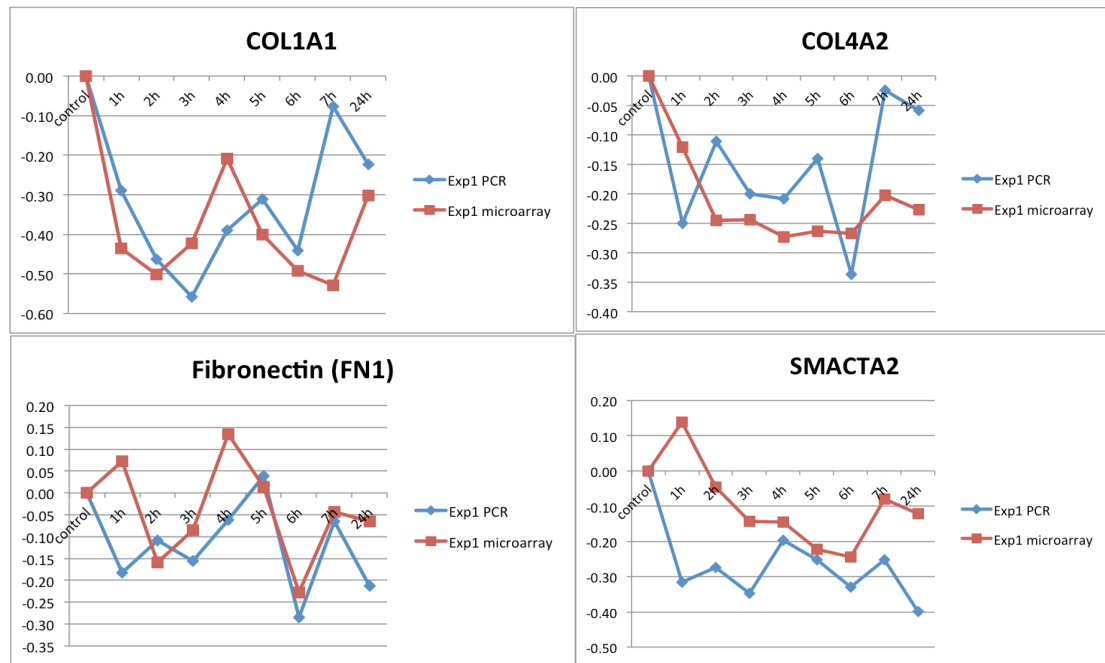 COL1A1
0.00
-0.10
-0.20
-0.30
-0.40
-0.50
-0.60
control
1h
2h
3h
4h
5h
6h
7h
24h
Exp1 PCR
Exp1 microarray
COL4A2
0.00
-0.05
-0.10
-0.15
-0.20
-0.25
-0.30
-0.35
-0.40
control
1h
2h
3h
4h
5h
6h
7h
24h
Exp1 PCR
Exp1 microarray
Fibronectin (FN1)
0.20
0.15
0.10
0.05
0.00
-0.05
-0.10
-0.15
-0.20
-0.25
-0.30
-0.35
control
1h
2h
3h
4h
5h
6h
7h
24h
Exp1 PCR
Exp1 microarray
SMACTA2
0.20
0.10
0.00
-0.10
-0.20
-0.30
-0.40
-0.50
control
1h
2h
3h
4h
5h
6h
7h
24h
Exp1 PCR
Exp1 microarray